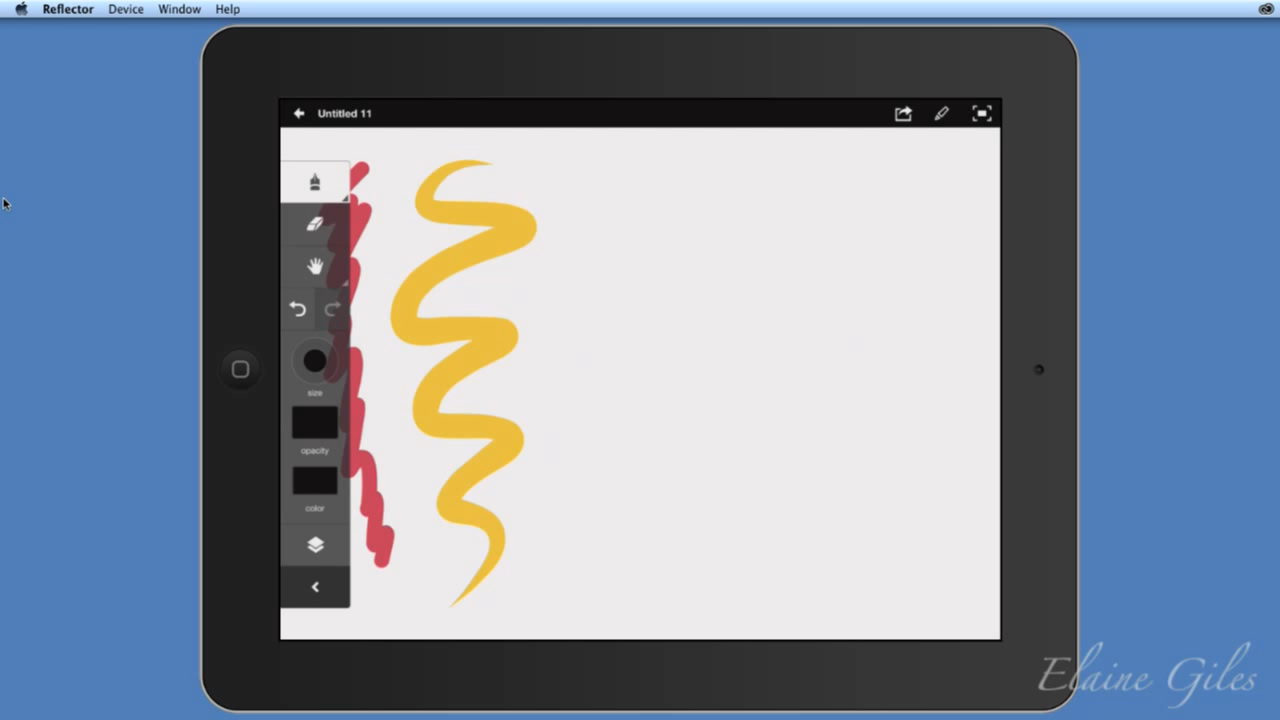 Reflector Device Window Help
Untitled 11
size
opacity
color
Elaine Giles